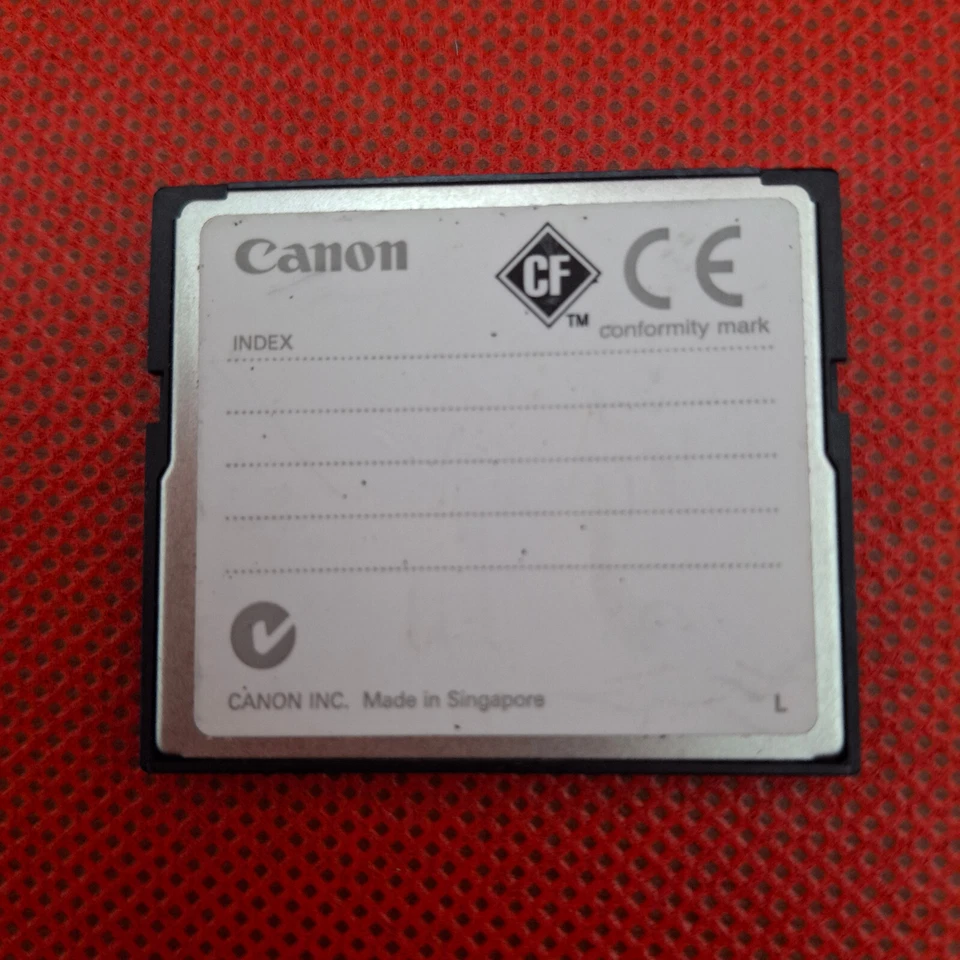 Canon
CF
TM
CE
conformity mark
INDEX
CANON INC. Made in Singapore
L